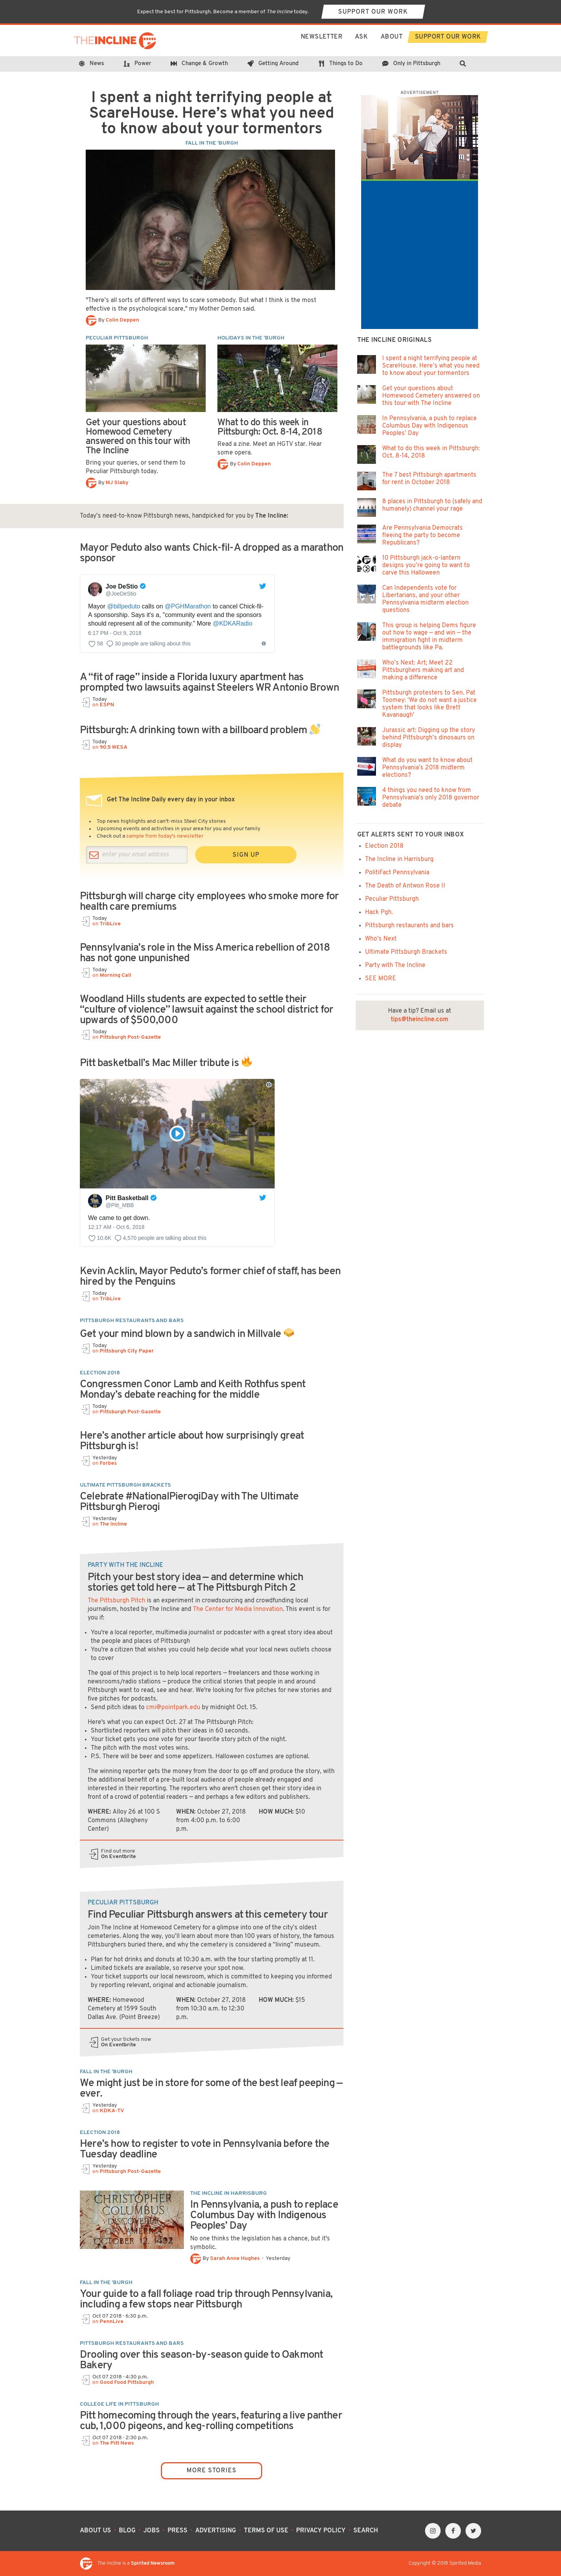 Expect the best for Pittsburgh. Become a member of The Incline today.
SUPPORT OUR WORK
THEINCLINE
NEWSLETTER
ASK
ABOUT
SUPPORT OUR WORK
News
Power
Change & Growth
Getting Around
Things to Do
Only in Pittsburgh
I spent a night terrifying people at
ScareHouse. Here's what you need
to know about your tormentors
FALL IN THE 'BURGH
"There's all sorts of different ways to scare somebody. But what I think is the most
effective is the psychological scare," my Mother Demon said.
By Colin Deppen
PECULIAR PITTSBURGH
Get your questions about
Homewood Cemetery
answered on this tour with
The Incline
Bring your queries, or send them to
Peculiar Pittsburgh today.
By MJ Slaby
HOLIDAYS IN THE 'BURGH
What to do this week in
Pittsburgh: Oct. 8-14, 2018
Read a zine. Meet an HGTV star. Hear
some opera.
By Colin Deppen
Today's need-to-know Pittsburgh news, handpicked for you by The Incline:
Mayor Peduto also wants Chick-fil-A dropped as a marathon
sponsor
Joe DeStio
@JoeDeStio
Mayor @billpeduto calls on @PGHMarathon to cancel Chick-fil-
A sponsorship. Says it's a, "community event and the sponsors
should represent all of the community." More @KDKARadio
6:17 PM - Oct 9, 2018
58
30 people are talking about this
A “fit of rage” inside a Florida luxury apartment has
prompted two lawsuits against Steelers WR Antonio Brown
Today
on ESPN
Pittsburgh: A drinking town with a billboard problem
Today
on 90.5 WESA
Get The Incline Daily every day in your inbox
Top news highlights and can't-miss Steel City stories
Upcoming events and activities in your area for you and your family
Check out a sample from today's newsletter
enter your email address
SIGN UP
Pittsburgh will charge city employees who smoke more for
health care premiums
Today
on TribLive
Pennsylvania's role in the Miss America rebellion of 2018
has not gone unpunished
Today
on Morning Call
Woodland Hills students are expected to settle their
“culture of violence” lawsuit against the school district for
upwards of $500,000
Today
on Pittsburgh Post-Gazette
Pitt basketball's Mac Miller tribute is
Pitt Basketball
@Pitt_MBB
We came to get down.
12:17 AM - Oct 6, 2018
10.6K
4,570 people are talking about this
Kevin Acklin, Mayor Peduto's former chief of staff, has been
hired by the Penguins
Today
on TribLive
PITTSBURGH RESTAURANTS AND BARS
Get your mind blown by a sandwich in Millvale
Today
on Pittsburgh City Paper
ELECTION 2018
Congressmen Conor Lamb and Keith Rothfus spent
Monday's debate reaching for the middle
Today
on Pittsburgh Post-Gazette
Here's another article about how surprisingly great
Pittsburgh is!
Yesterday
on Forbes
ULTIMATE PITTSBURGH BRACKETS
Celebrate #NationalPierogiDay with The Ultimate
Pittsburgh Pierogi
Yesterday
on The Incline
PARTY WITH THE INCLINE
Pitch your best story idea — and determine which
stories get told here — at The Pittsburgh Pitch 2
The Pittsburgh Pitch is an experiment in crowdsourcing and crowdfunding local
journalism, hosted by The Incline and The Center for Media Innovation. This event is for
you if:
You're a local reporter, multimedia journalist or podcaster with a great story idea about
the people and places of Pittsburgh
You're a citizen that wishes you could help decide what your local news outlets choose
to cover
The goal of this project is to help local reporters — freelancers and those working in
newsrooms/radio stations — produce the critical stories that people in and around
Pittsburgh want to read, see and hear. We're looking for five pitches for new stories and
five pitches for podcasts.
Send pitch ideas to cmi@pointpark.edu by midnight Oct. 15.
Here's what you can expect Oct. 27 at The Pittsburgh Pitch:
Shortlisted reporters will pitch their ideas in 60 seconds.
Your ticket gets you one vote for your favorite story pitch of the night.
The pitch with the most votes wins.
P.S. There will be beer and some appetizers. Halloween costumes are optional.
The winning reporter gets the money from the door to go off and produce the story, with
the additional benefit of a pre-built local audience of people already engaged and
interested in their reporting. The reporters who aren't chosen get their story idea in
front of a crowd of potential readers — and perhaps a few editors and publishers.
WHERE: Alloy 26 at 100 S
Commons (Allegheny
Center)
WHEN: October 27, 2018
from 4:00 p.m. to 6:00
p.m.
HOW MUCH: $10
Find out more
On Eventbrite
PECULIAR PITTSBURGH
Find Peculiar Pittsburgh answers at this cemetery tour
Join The Incline at Homewood Cemetery for a glimpse into one of the city's oldest
cemeteries. Along the way, you'll learn about more than 100 years of history, the famous
Pittsburghers buried there, and why the cemetery is considered a “living” museum.
Plan for hot drinks and donuts at 10:30 a.m. with the tour starting promptly at 11.
Limited tickets are available, so reserve your spot now.
Your ticket supports our local newsroom, which is committed to keeping you informed
by reporting relevant, original and actionable journalism.
WHERE: Homewood
Cemetery at 1599 South
Dallas Ave. (Point Breeze)
WHEN: October 27, 2018
from 10:30 a.m. to 12:30
p.m.
HOW MUCH: $15
Get your tickets now
On Eventbrite
FALL IN THE 'BURGH
We might just be in store for some of the best leaf peeping —
ever.
Yesterday
on KDKA-TV
ELECTION 2018
Here's how to register to vote in Pennsylvania before the
Tuesday deadline
Yesterday
on Pittsburgh Post-Gazette
CHRISTOPHER
COLUMBUS
DISCOVERED
AMERICA
OCTOBER 12, 1492
THE INCLINE IN HARRISBURG
In Pennsylvania, a push to replace
Columbus Day with Indigenous
Peoples' Day
No one thinks the legislation has a chance, but it's
symbolic.
By Sarah Anne Hughes · Yesterday
FALL IN THE 'BURGH
Your guide to a fall foliage road trip through Pennsylvania,
including a few stops near Pittsburgh
Oct 07 2018 · 6:30 p.m.
on PennLive
PITTSBURGH RESTAURANTS AND BARS
Drooling over this season-by-season guide to Oakmont
Bakery
Oct 07 2018 · 4:30 p.m.
on Good Food Pittsburgh
COLLEGE LIFE IN PITTSBURGH
Pitt homecoming through the years, featuring a live panther
cub, 1,000 pigeons, and keg-rolling competitions
Oct 07 2018 · 2:30 p.m.
on The Pitt News
MORE STORIES
ADVERTISEMENT
THE INCLINE ORIGINALS
I spent a night terrifying people at
ScareHouse. Here's what you need
to know about your tormentors
Get your questions about
Homewood Cemetery answered on
this tour with The Incline
In Pennsylvania, a push to replace
Columbus Day with Indigenous
Peoples' Day
What to do this week in Pittsburgh:
Oct. 8-14, 2018
The 7 best Pittsburgh apartments
for rent in October 2018
8 places in Pittsburgh to (safely and
humanely) channel your rage
Are Pennsylvania Democrats
fleeing the party to become
Republicans?
10 Pittsburgh jack-o-lantern
designs you're going to want to
carve this Halloween
Can Independents vote for
Libertarians, and your other
Pennsylvania midterm election
questions
This group is helping Dems figure
out how to wage — and win — the
immigration fight in midterm
battlegrounds like Pa.
Who's Next: Art; Meet 22
Pittsburghers making art and
making a difference
Pittsburgh protesters to Sen. Pat
Toomey: 'We do not want a justice
system that looks like Brett
Kavanaugh'
Jurassic art: Digging up the story
behind Pittsburgh's dinosaurs on
display
What do you want to know about
Pennsylvania's 2018 midterm
elections?
4 things you need to know from
Pennsylvania's only 2018 governor
debate
GET ALERTS SENT TO YOUR INBOX
Election 2018
The Incline in Harrisburg
PolitiFact Pennsylvania
The Death of Antwon Rose II
Peculiar Pittsburgh
Hack Pgh.
Pittsburgh restaurants and bars
Who's Next
Ultimate Pittsburgh Brackets
Party with The Incline
SEE MORE
Have a tip? Email us at
tips@theincline.com
ABOUT US · BLOG · JOBS · PRESS · ADVERTISING · TERMS OF USE · PRIVACY POLICY · SEARCH
The Incline is a Spirited Newsroom
Copyright © 2018 Spirited Media